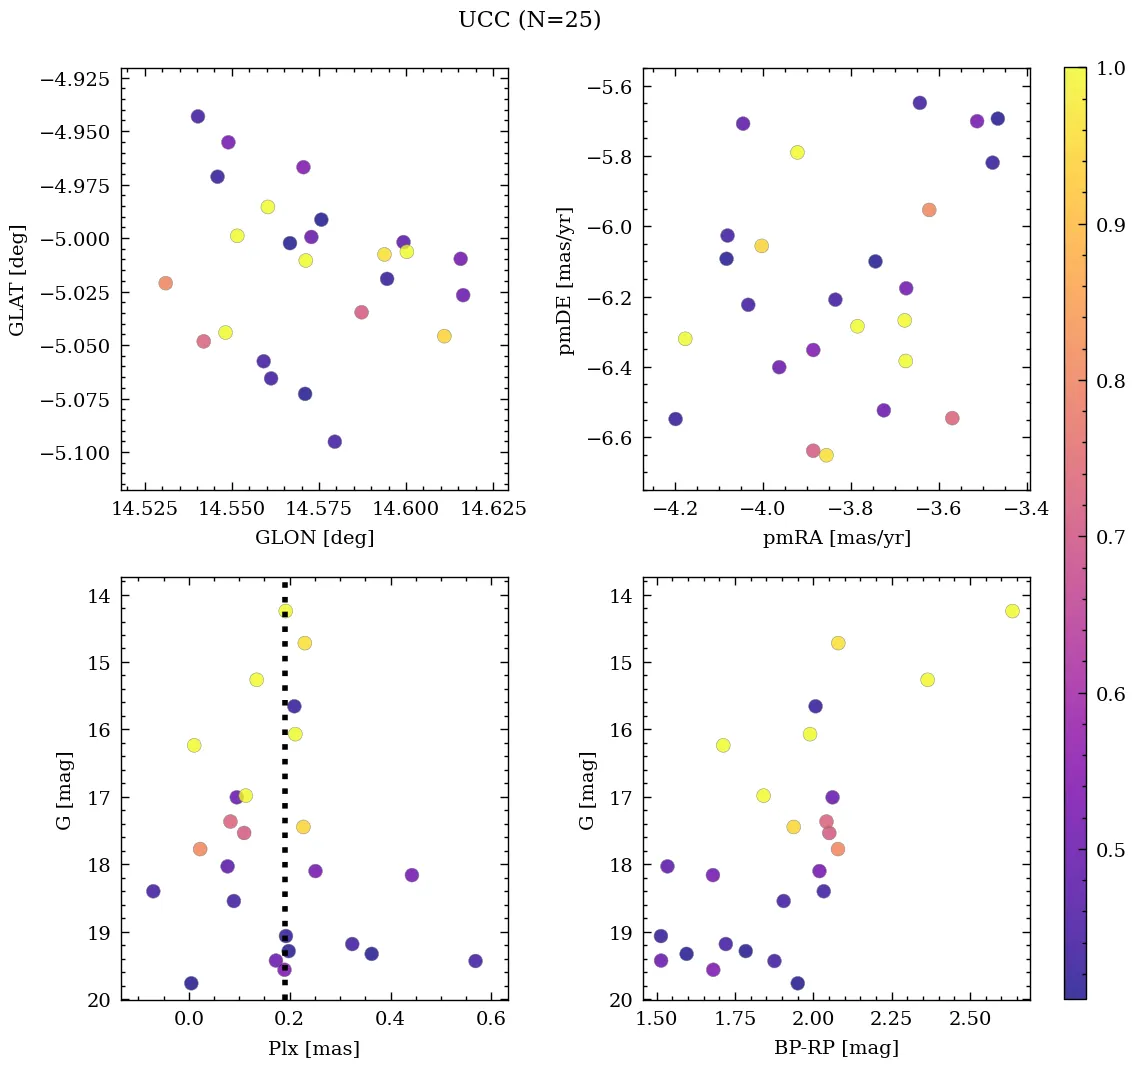 UCC (N=25)
−4.925
−4.950
−4.975
−5.000
−5.025
−5.050
−5.075
−5.100
GLAT [deg]
14.525 14.550 14.575 14.600 14.625
GLON [deg]
−5.6
−5.8
−6.0
−6.2
−6.4
−6.6
pmDE [mas/yr]
−4.2 −4.0 −3.8 −3.6 −3.4
pmRA [mas/yr]
14
15
16
17
18
19
20
G [mag]
0.0 0.2 0.4 0.6
Plx [mas]
14
15
16
17
18
19
20
G [mag]
1.50 1.75 2.00 2.25 2.50
BP-RP [mag]
1.0
0.9
0.8
0.7
0.6
0.5